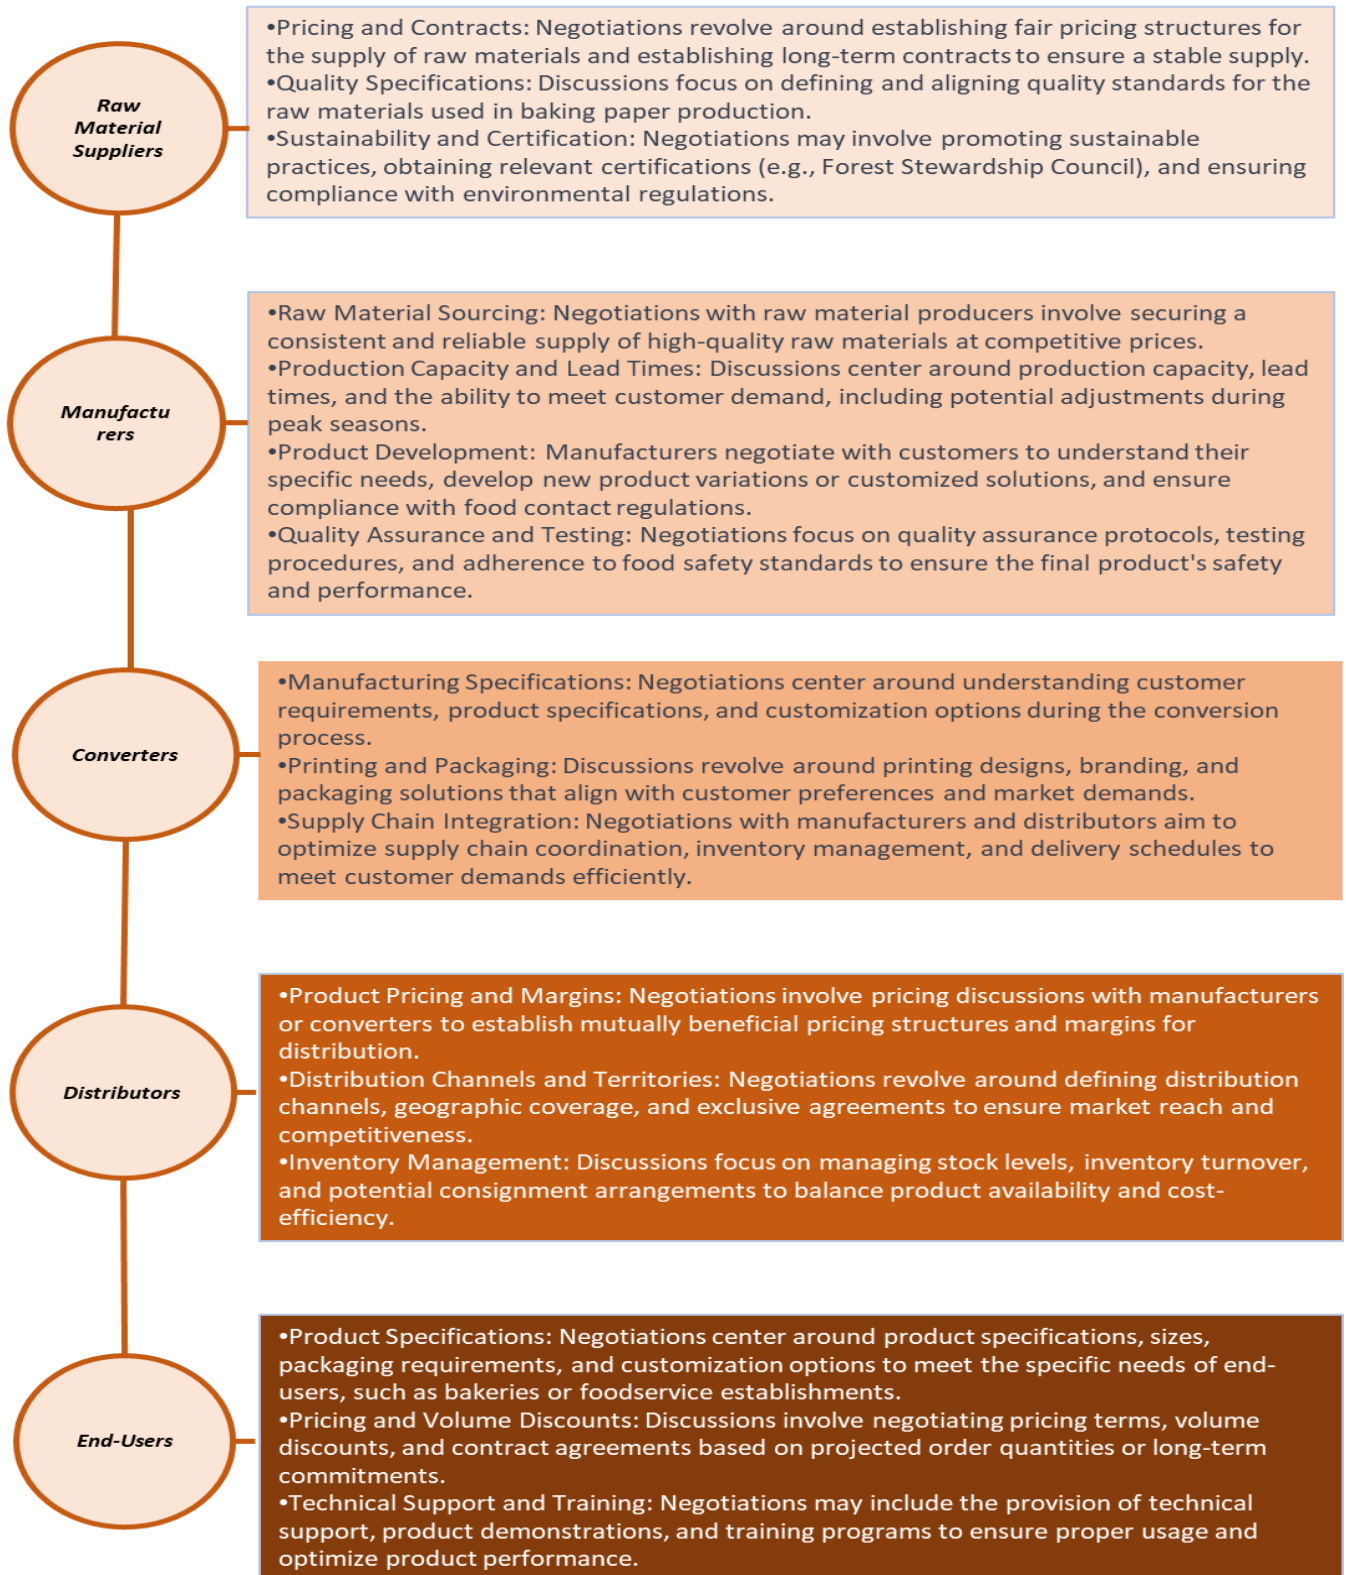 Raw
Material
Suppliers
•Pricing and Contracts: Negotiations revolve around establishing fair pricing structures for
the supply of raw materials and establishing long-term contracts to ensure a stable supply.
•Quality Specifications: Discussions focus on defining and aligning quality standards for the
raw materials used in baking paper production.
•Sustainability and Certification: Negotiations may involve promoting sustainable
practices, obtaining relevant certifications (e.g., Forest Stewardship Council), and ensuring
compliance with environmental regulations.
Manufactu
rers
•Raw Material Sourcing: Negotiations with raw material producers involve securing a
consistent and reliable supply of high-quality raw materials at competitive prices.
•Production Capacity and Lead Times: Discussions center around production capacity, lead
times, and the ability to meet customer demand, including potential adjustments during
peak seasons.
•Product Development: Manufacturers negotiate with customers to understand their
specific needs, develop new product variations or customized solutions, and ensure
compliance with food contact regulations.
•Quality Assurance and Testing: Negotiations focus on quality assurance protocols, testing
procedures, and adherence to food safety standards to ensure the final product's safety
and performance.
Converters
•Manufacturing Specifications: Negotiations center around understanding customer
requirements, product specifications, and customization options during the conversion
process.
•Printing and Packaging: Discussions revolve around printing designs, branding, and
packaging solutions that align with customer preferences and market demands.
•Supply Chain Integration: Negotiations with manufacturers and distributors aim to
optimize supply chain coordination, inventory management, and delivery schedules to
meet customer demands efficiently.
Distributors
•Product Pricing and Margins: Negotiations involve pricing discussions with manufacturers
or converters to establish mutually beneficial pricing structures and margins for
distribution.
•Distribution Channels and Territories: Negotiations revolve around defining distribution
channels, geographic coverage, and exclusive agreements to ensure market reach and
competitiveness.
•Inventory Management: Discussions focus on managing stock levels, inventory turnover,
and potential consignment arrangements to balance product availability and cost-
efficiency.
End-Users
•Product Specifications: Negotiations center around product specifications, sizes,
packaging requirements, and customization options to meet the specific needs of end-
users, such as bakeries or foodservice establishments.
•Pricing and Volume Discounts: Discussions involve negotiating pricing terms, volume
discounts, and contract agreements based on projected order quantities or long-term
commitments.
•Technical Support and Training: Negotiations may include the provision of technical
support, product demonstrations, and training programs to ensure proper usage and
optimize product performance.